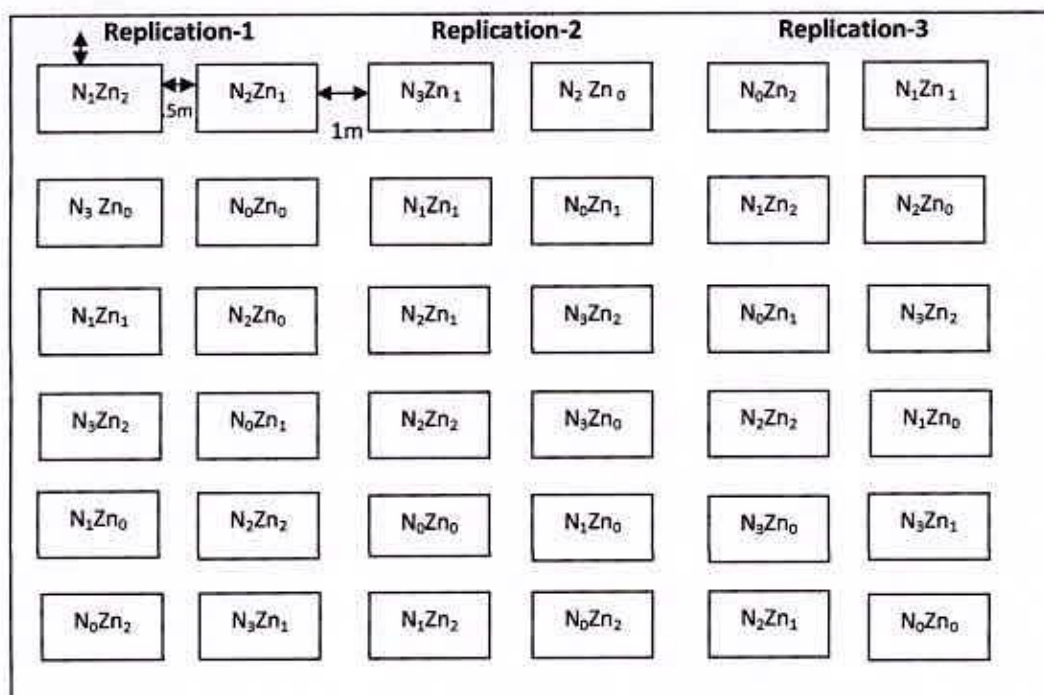 Replication-1 Replication-2 Replication-3
N₁Zn₂ N₂Zn₁ N₃Zn₁ N₂ Zn₀ N₀Zn₂ N₁Zn₁
.5m
1m
N₃ Zn₀ N₀Zn₀ N₁Zn₁ N₀Zn₁ N₁Zn₂ N₂Zn₀
N₁Zn₁ N₂Zn₀ N₂Zn₁ N₃Zn₂ N₀Zn₁ N₃Zn₂
N₃Zn₂ N₀Zn₁ N₂Zn₂ N₃Zn₀ N₂Zn₂ N₁Zn₀
N₁Zn₀ N₂Zn₂ N₀Zn₀ N₁Zn₀ N₃Zn₀ N₃Zn₁
N₀Zn₂ N₃Zn₁ N₁Zn₂ N₀Zn₂ N₂Zn₁ N₀Zn₀